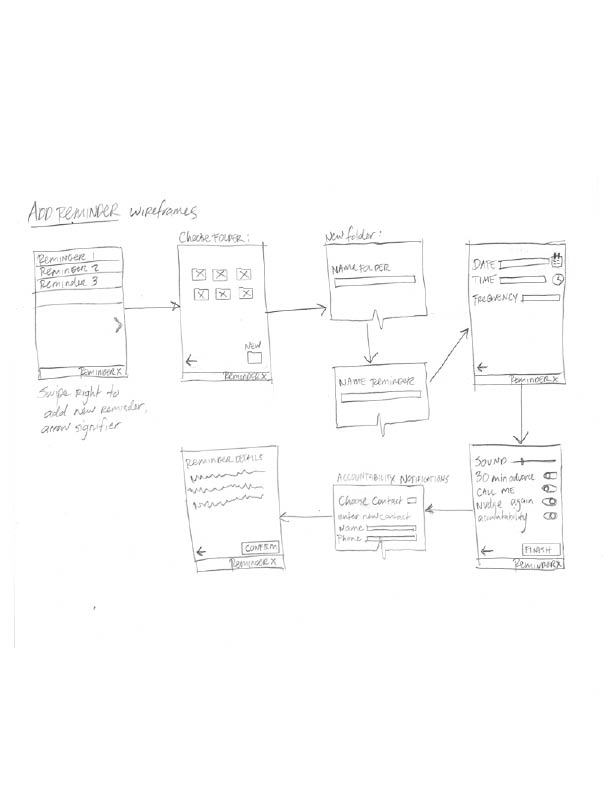 ADD REMINDER wireframes
Reminder 1
Reminder 2
Reminder 3
REMINDERX
Swipe Right to
add new reminder,
arrow signifier
Choose FOLDER:
NEW
REMINDERX
New folder:
NAME FOLDER
NAME Reminder
DATE
TIME
FREQUENCY
REMINDERX
SOUND
30 min advance
CALL ME
Nudge again
accountability
FINISH
REMINDERX
ACCOUNTABILITY NOTIFICATIONS
Choose Contact
enter new contact
Name
Phone
REMINDER DETAILS
CONFIRM
REMINDERX